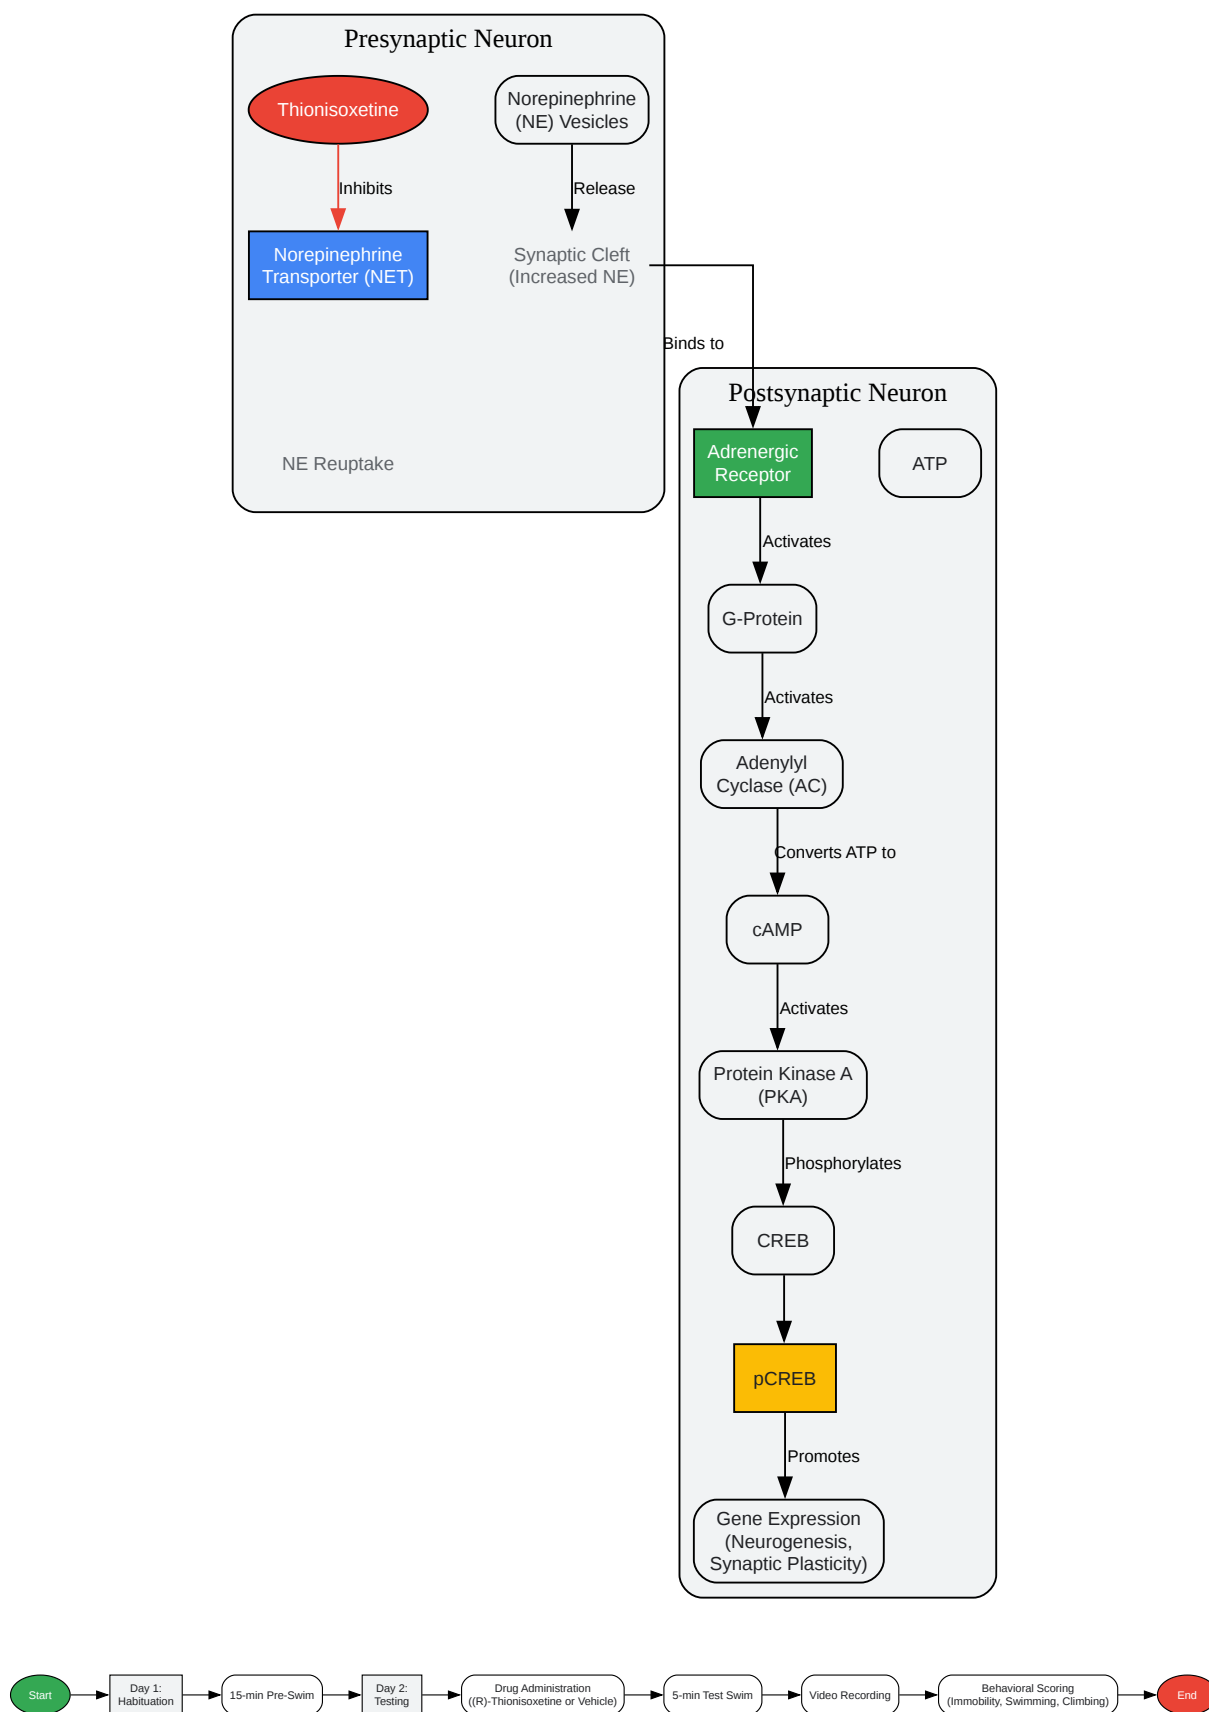 Presynaptic Neuron
Thionisoxetine
Norepinephrine
(NE) Vesicles
Inhibits
Release
Norepinephrine
Transporter (NET)
Synaptic Cleft
(Increased NE)
Binds to
NE Reuptake
Postsynaptic Neuron
Adrenergic
Receptor
ATP
Activates
G-Protein
Activates
Adenylyl
Cyclase (AC)
Converts ATP to
cAMP
Activates
Protein Kinase A
(PKA)
Phosphorylates
CREB
pCREB
Promotes
Gene Expression
(Neurogenesis,
Synaptic Plasticity)
Start
Day 1:
Habituation
15-min Pre-Swim
Day 2:
Testing
Drug Administration
((R)-Thionisoxetine or Vehicle)
5-min Test Swim
Video Recording
Behavioral Scoring
(Immobility, Swimming, Climbing)
End